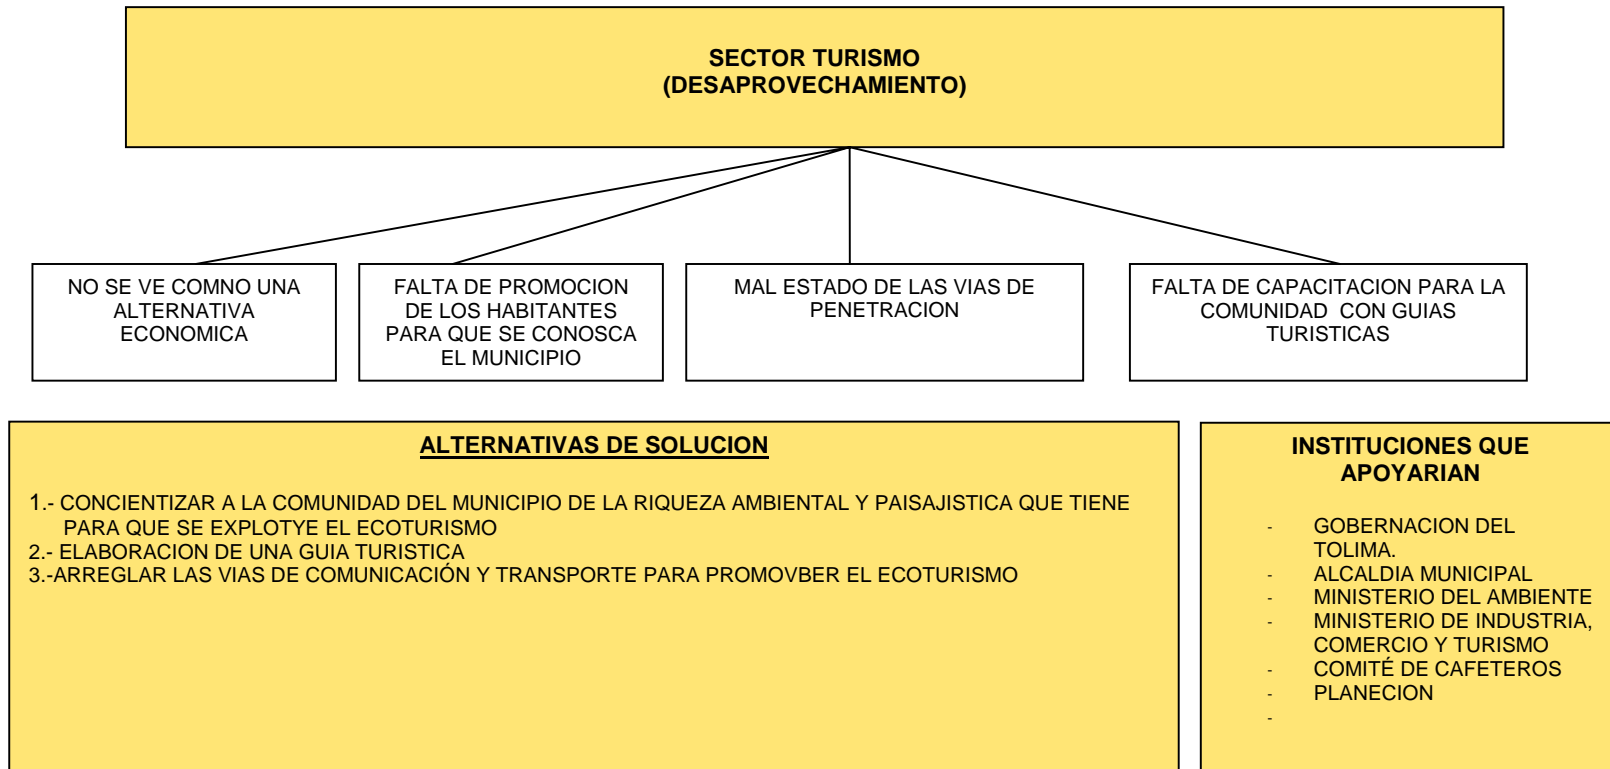 SECTOR TURISMO
(DESAPROVECHAMIENTO)
NO SE VE COMNO UNA
ALTERNATIVA
ECONOMICA
FALTA DE PROMOCION
DE LOS HABITANTES
PARA QUE SE CONOSCA
EL MUNICIPIO
MAL ESTADO DE LAS VIAS DE
PENETRACION
FALTA DE CAPACITACION PARA LA
COMUNIDAD CON GUIAS
TURISTICAS
ALTERNATIVAS DE SOLUCION
1.- CONCIENTIZAR A LA COMUNIDAD DEL MUNICIPIO DE LA RIQUEZA AMBIENTAL Y PAISAJISTICA QUE TIENE
PARA QUE SE EXPLOTYE EL ECOTURISMO
2.- ELABORACION DE UNA GUIA TURISTICA
3.-ARREGLAR LAS VIAS DE COMUNICACIÓN Y TRANSPORTE PARA PROMOVBER EL ECOTURISMO
INSTITUCIONES QUE
APOYARIAN
- GOBERNACION DEL
TOLIMA.
- ALCALDIA MUNICIPAL
- MINISTERIO DEL AMBIENTE
- MINISTERIO DE INDUSTRIA,
COMERCIO Y TURISMO
- COMITÉ DE CAFETEROS
- PLANECION
-